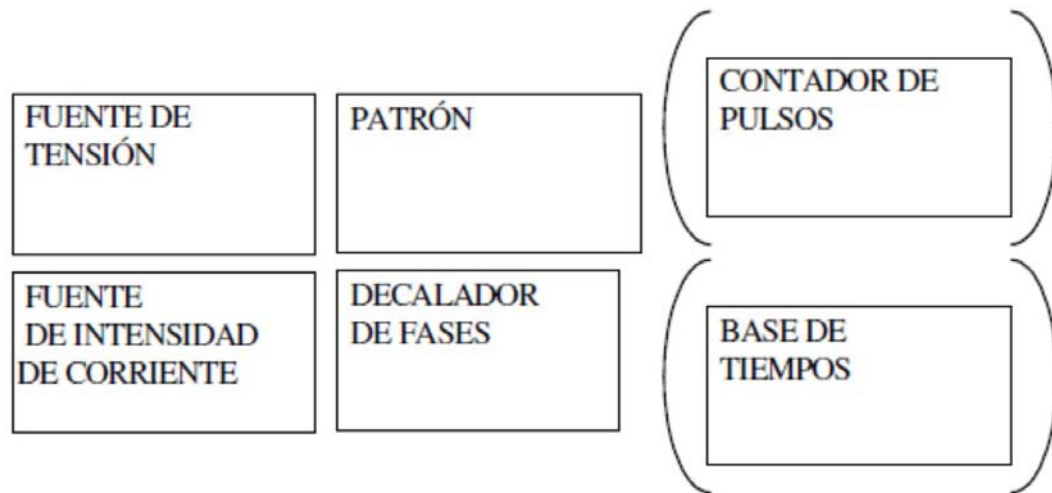 FUENTE DE
TENSIÓN
PATRÓN
CONTADOR DE
PULSOS
FUENTE
DE INTENSIDAD
DE CORRIENTE
DECALADOR
DE FASES
BASE DE
TIEMPOS